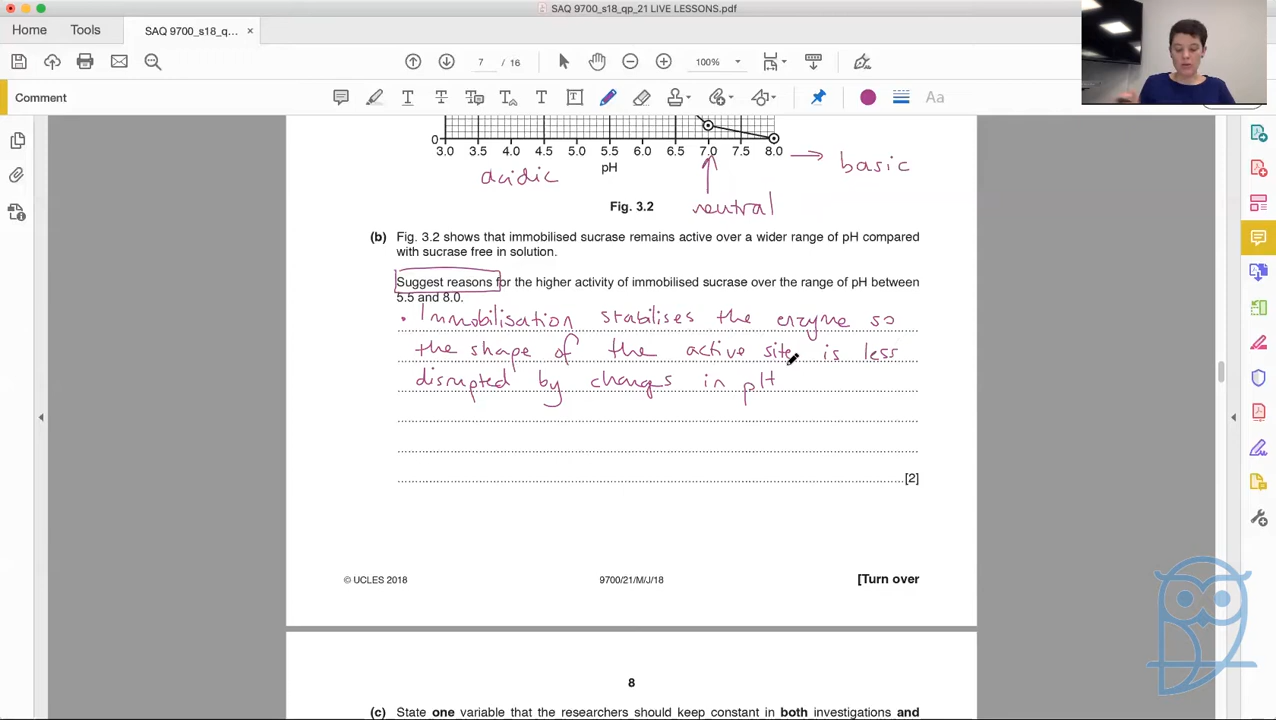 SAQ 9700_s18_qp_21 LIVE LESSONS.pdf
Home Tools SAQ 9700_s18_q... ×
7 / 16 100%
Comment
Aa
0
3.0 3.5 4.0 4.5 5.0 5.5 6.0 6.5 7.0 7.5 8.0
pH
acidic
basic
neutral
Fig. 3.2
(b) Fig. 3.2 shows that immobilised sucrase remains active over a wider range of pH compared
with sucrase free in solution.
Suggest reasons for the higher activity of immobilised sucrase over the range of pH between
5.5 and 8.0.
• Immobilisation stabilises the enzyme so
the shape of the active site is less
disrupted by changes in pH
[2]
© UCLES 2018 9700/21/M/J/18 [Turn over
8
(c) State one variable that the researchers should keep constant in both investigations and